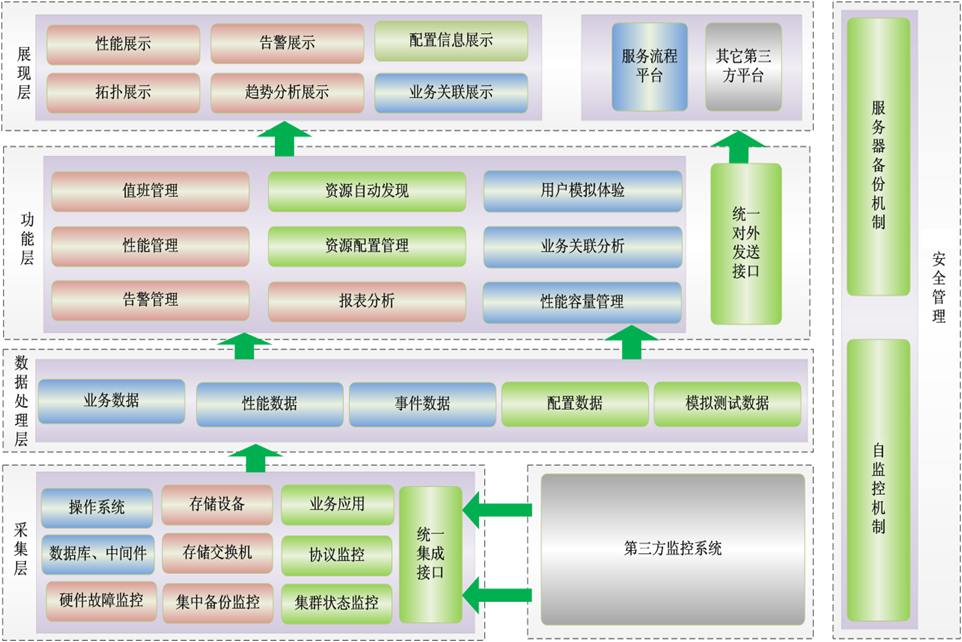 展现层
性能展示
告警展示
配置信息展示
拓扑展示
趋势分析展示
业务关联展示
服务流程
平台
其它第三
方平台
功能层
值班管理
资源自动发现
用户模拟体验
性能管理
资源配置管理
业务关联分析
告警管理
报表分析
性能容量管理
统一
对外
发送
接口
数据处理层
业务数据
性能数据
事件数据
配置数据
模拟测试数据
采集层
操作系统
存储设备
业务应用
数据库、中间件
存储交换机
协议监控
硬件故障监控
集中备份监控
集群状态监控
统一
集成
接口
第三方监控系统
服务器备份机制
自监控机制
安全管理